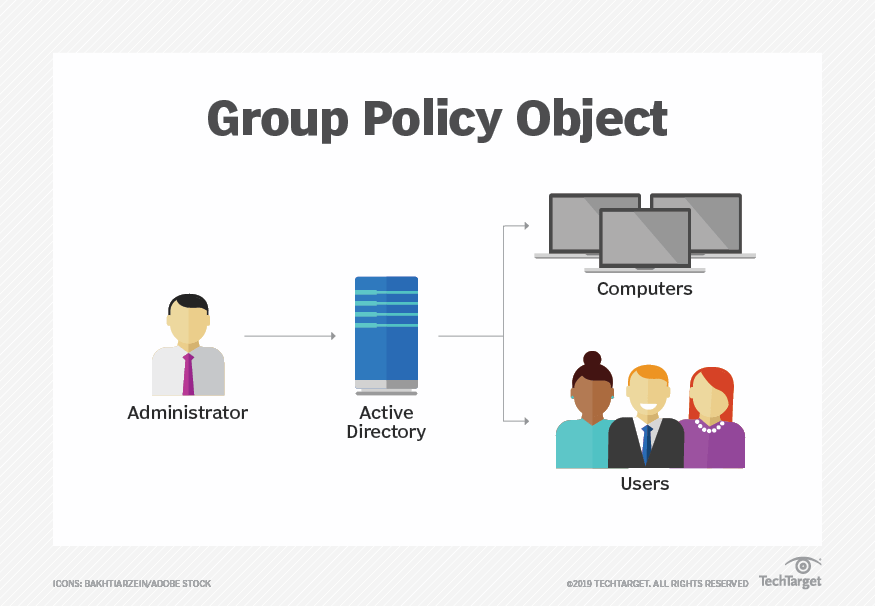 Group Policy Object
Computers
Administrator
Active
Directory
Users
ICONS: BAKHTIARZEIN/ADOBE STOCK
©2019 TECHTARGET. ALL RIGHTS RESERVED
TechTarget